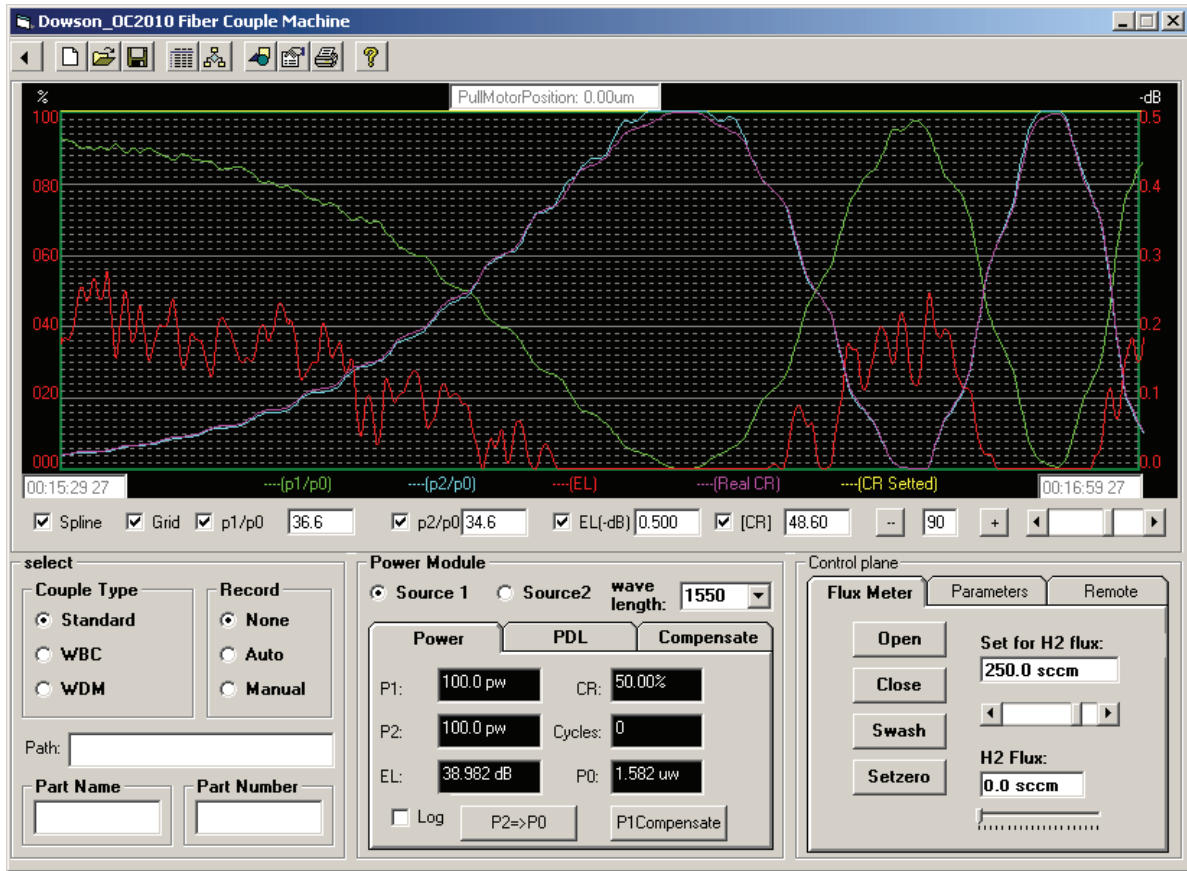 Dowson_OC2010 Fiber Couple Machine
% PullMotorPosition: 0.00um -dB
100 0.5
080 0.4
060 0.3
040 0.2
020 0.1
000 0.0
00:15:29 27 ----(p1/p0) ----(p2/p0) ----(EL) ----(Real CR) ----(CR Setted) 00:16:59 27
Spline Grid p1/p0 36.6 p2/p0 34.6 EL(-dB) 0.500 [CR] 48.60 -- 90 +
select
Couple Type
Standard
WBC
WDM
Record
None
Auto
Manual
Path:
Part Name
Part Number
Power Module
Source 1 Source2 wave length: 1550
Power PDL Compensate
P1: 100.0 pw CR: 50.00%
P2: 100.0 pw Cycles: 0
EL: 38.982 dB P0: 1.582 uw
Log P2=>P0 P1Compensate
Control plane
Flux Meter Parameters Remote
Open
Close
Swash
Setzero
Set for H2 flux:
250.0 sccm
H2 Flux:
0.0 sccm